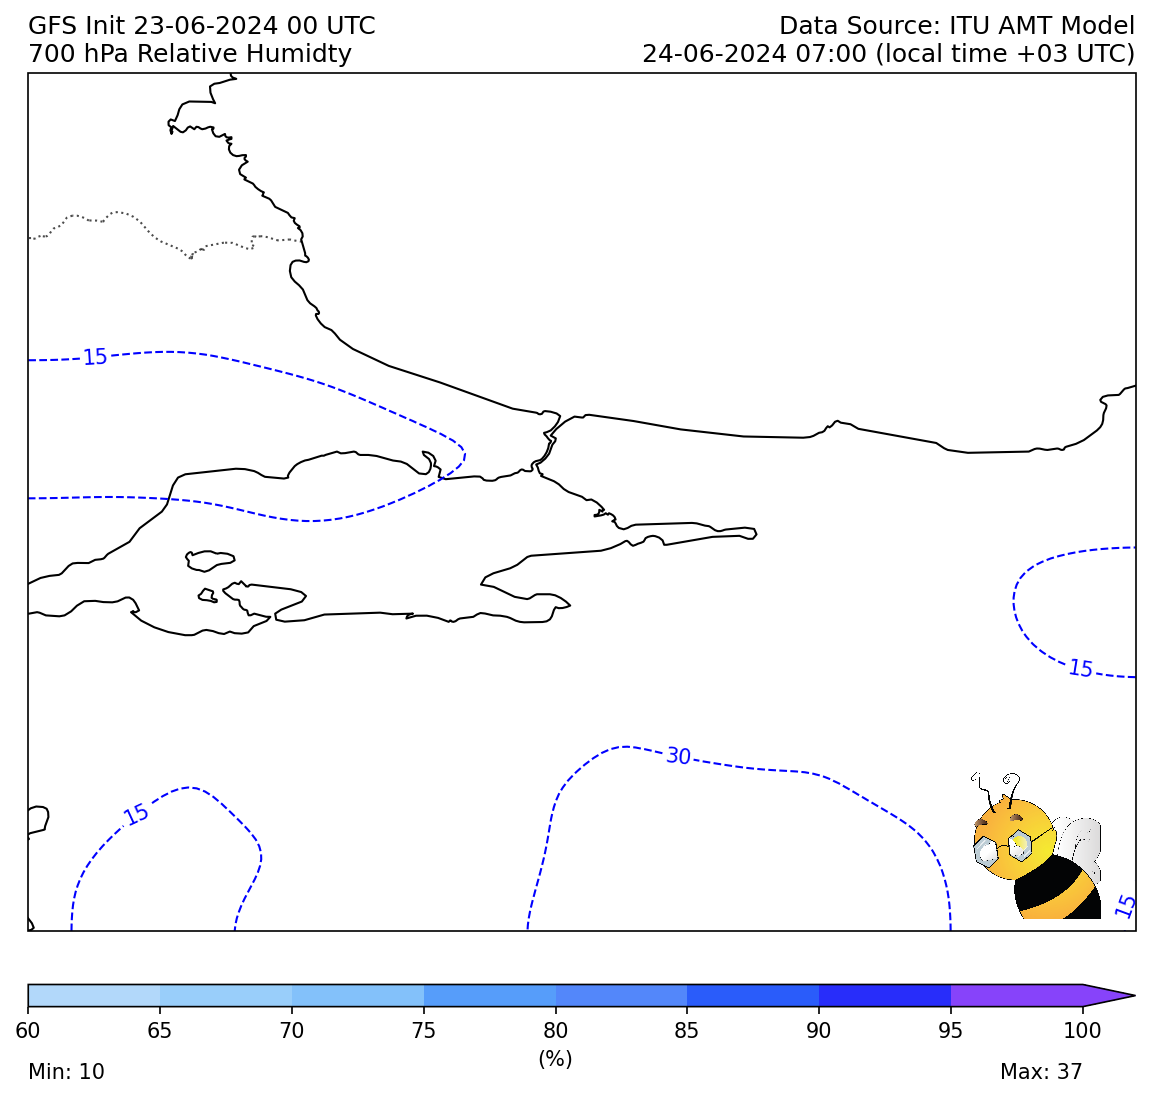 GFS Init 23-06-2024 00 UTC
Data Source: ITU AMT Model
700 hPa Relative Humidty
24-06-2024 07:00 (local time +03 UTC)
15
15
30
15
15
60 65 70 75 80 85 90 95 100
(%)
Min: 10
Max: 37